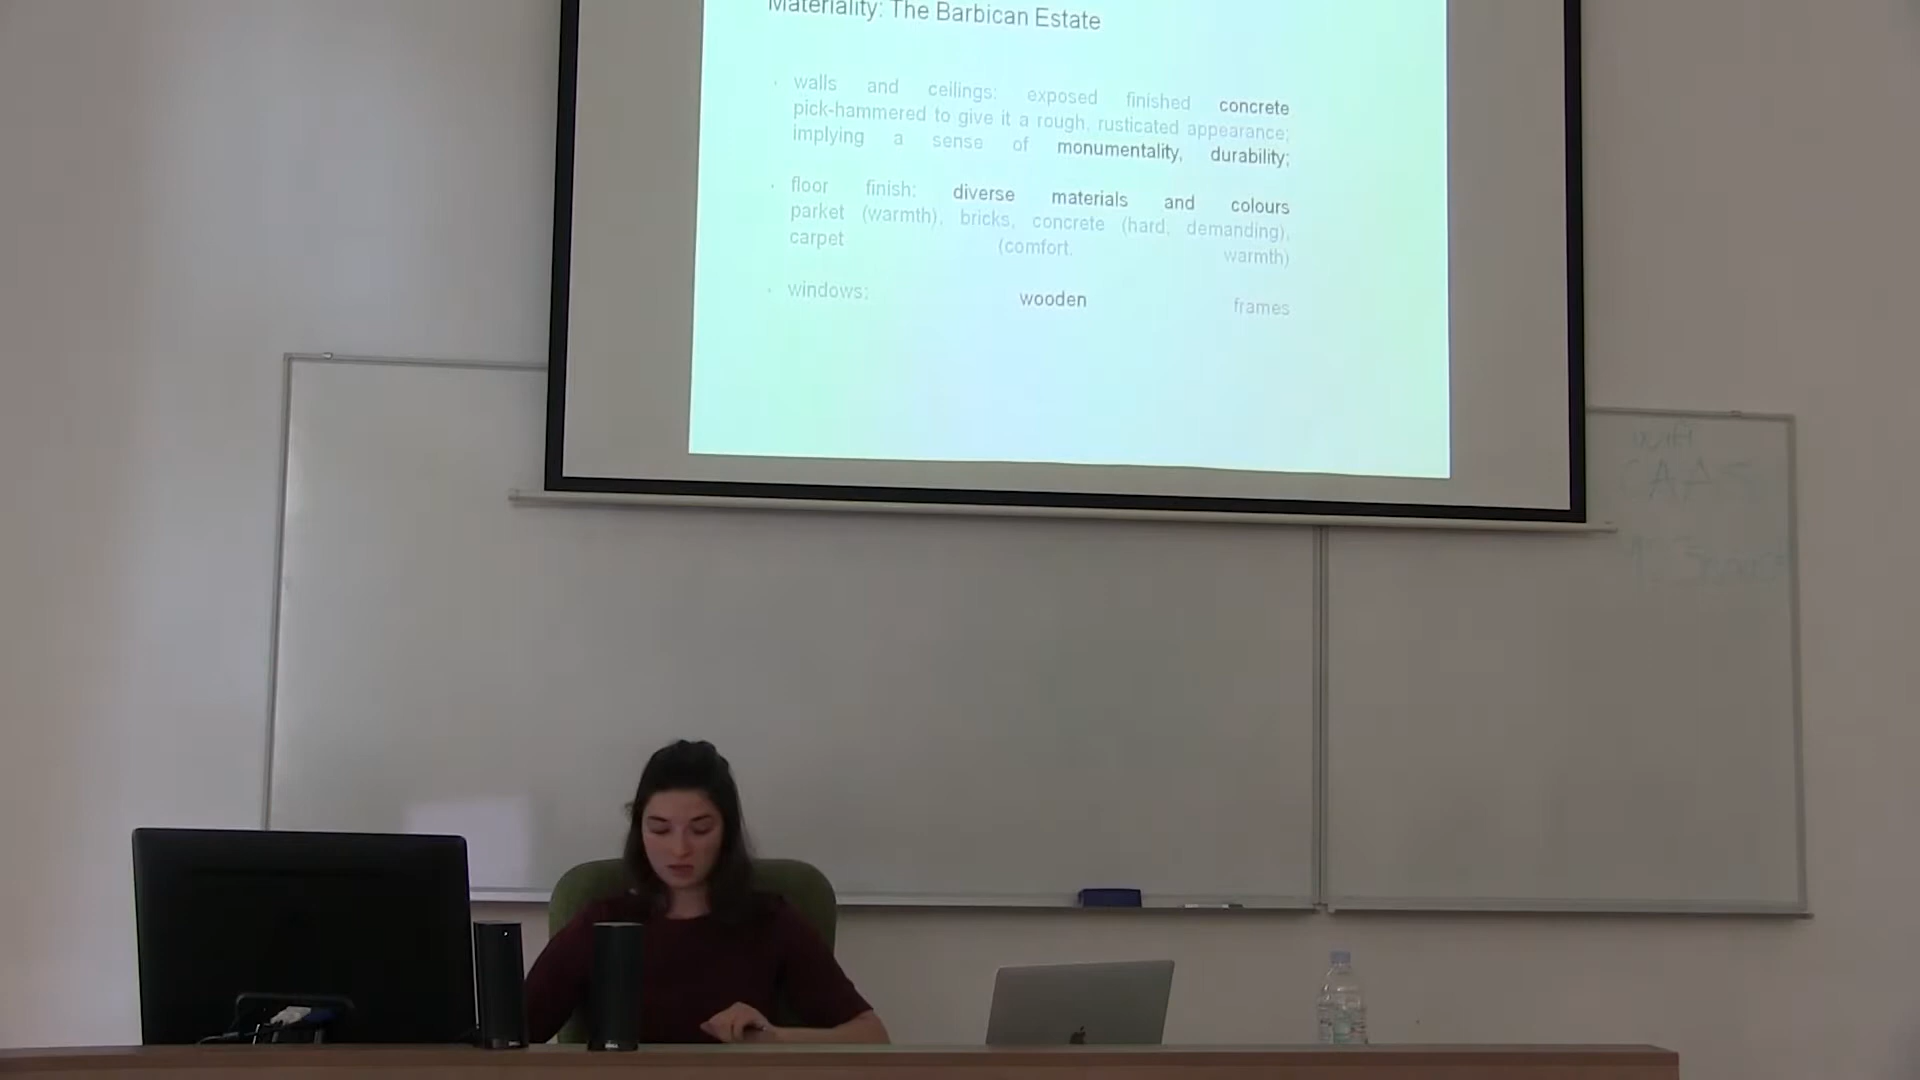 Materiality: The Barbican Estate
walls and ceilings: exposed finished concrete
pick-hammered to give it a rough, rusticated appearance;
implying a sense of monumentality, durability;
floor finish: diverse materials and colours
parket (warmth), bricks, concrete (hard, demanding),
carpet (comfort, warmth)
windows; wooden frames
wifi
CAAS